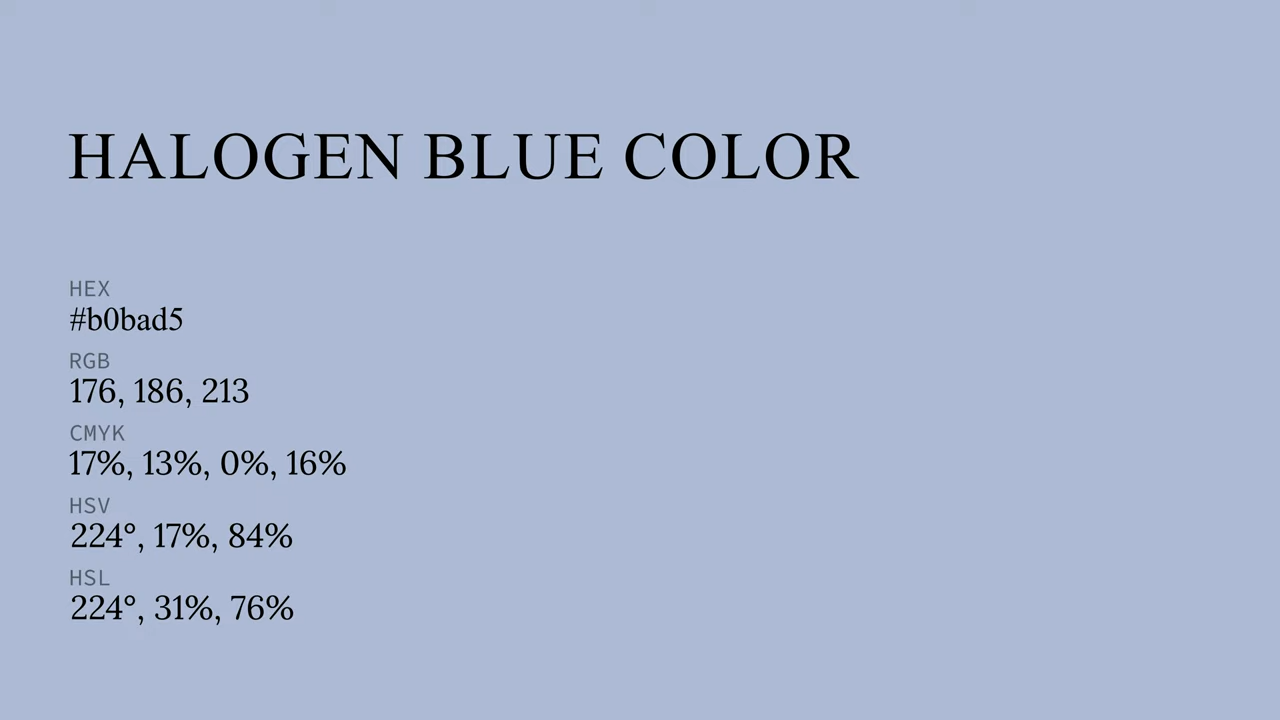 HALOGEN BLUE COLOR
HEX
#b0bad5
RGB
176, 186, 213
CMYK
17%, 13%, 0%, 16%
HSV
224°, 17%, 84%
HSL
224°, 31%, 76%